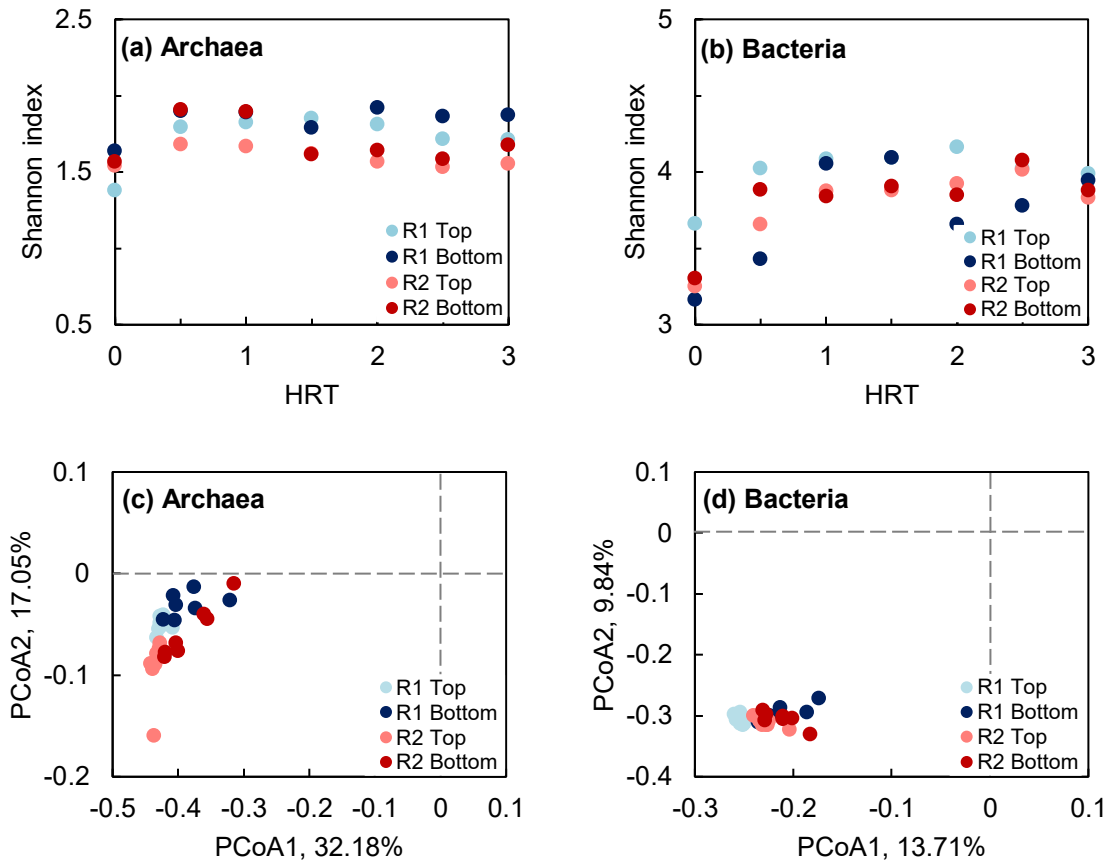 (a) Archaea
Shannon index
2.5
1.5
0.5
0 1 2 3
HRT
R1 Top
R1 Bottom
R2 Top
R2 Bottom
(b) Bacteria
Shannon index
5
4
3
0 1 2 3
HRT
R1 Top
R1 Bottom
R2 Top
R2 Bottom
(c) Archaea
PCoA2, 17.05%
0.1
0
-0.1
-0.2
-0.5 -0.4 -0.3 -0.2 -0.1 0 0.1
PCoA1, 32.18%
R1 Top
R1 Bottom
R2 Top
R2 Bottom
(d) Bacteria
PCoA2, 9.84%
0.1
0
-0.1
-0.2
-0.3
-0.4
-0.3 -0.2 -0.1 0 0.1
PCoA1, 13.71%
R1 Top
R1 Bottom
R2 Top
R2 Bottom